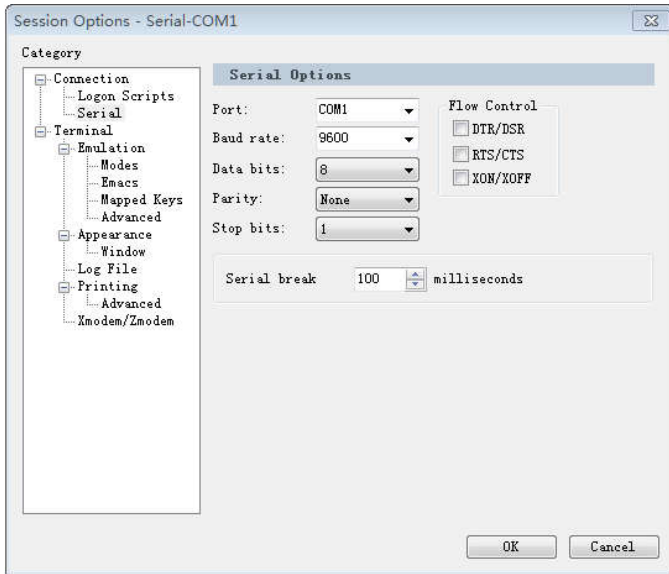 Session Options - Serial-COM1
Category
Connection
Logon Scripts
Serial
Terminal
Emulation
Modes
Emacs
Mapped Keys
Advanced
Appearance
Window
Log File
Printing
Advanced
Xmodem/Zmodem
Serial Options
Port: COM1
Baud rate: 9600
Data bits: 8
Parity: None
Stop bits: 1
Flow Control
DTR/DSR
RTS/CTS
XON/XOFF
Serial break 100 milliseconds
OK Cancel